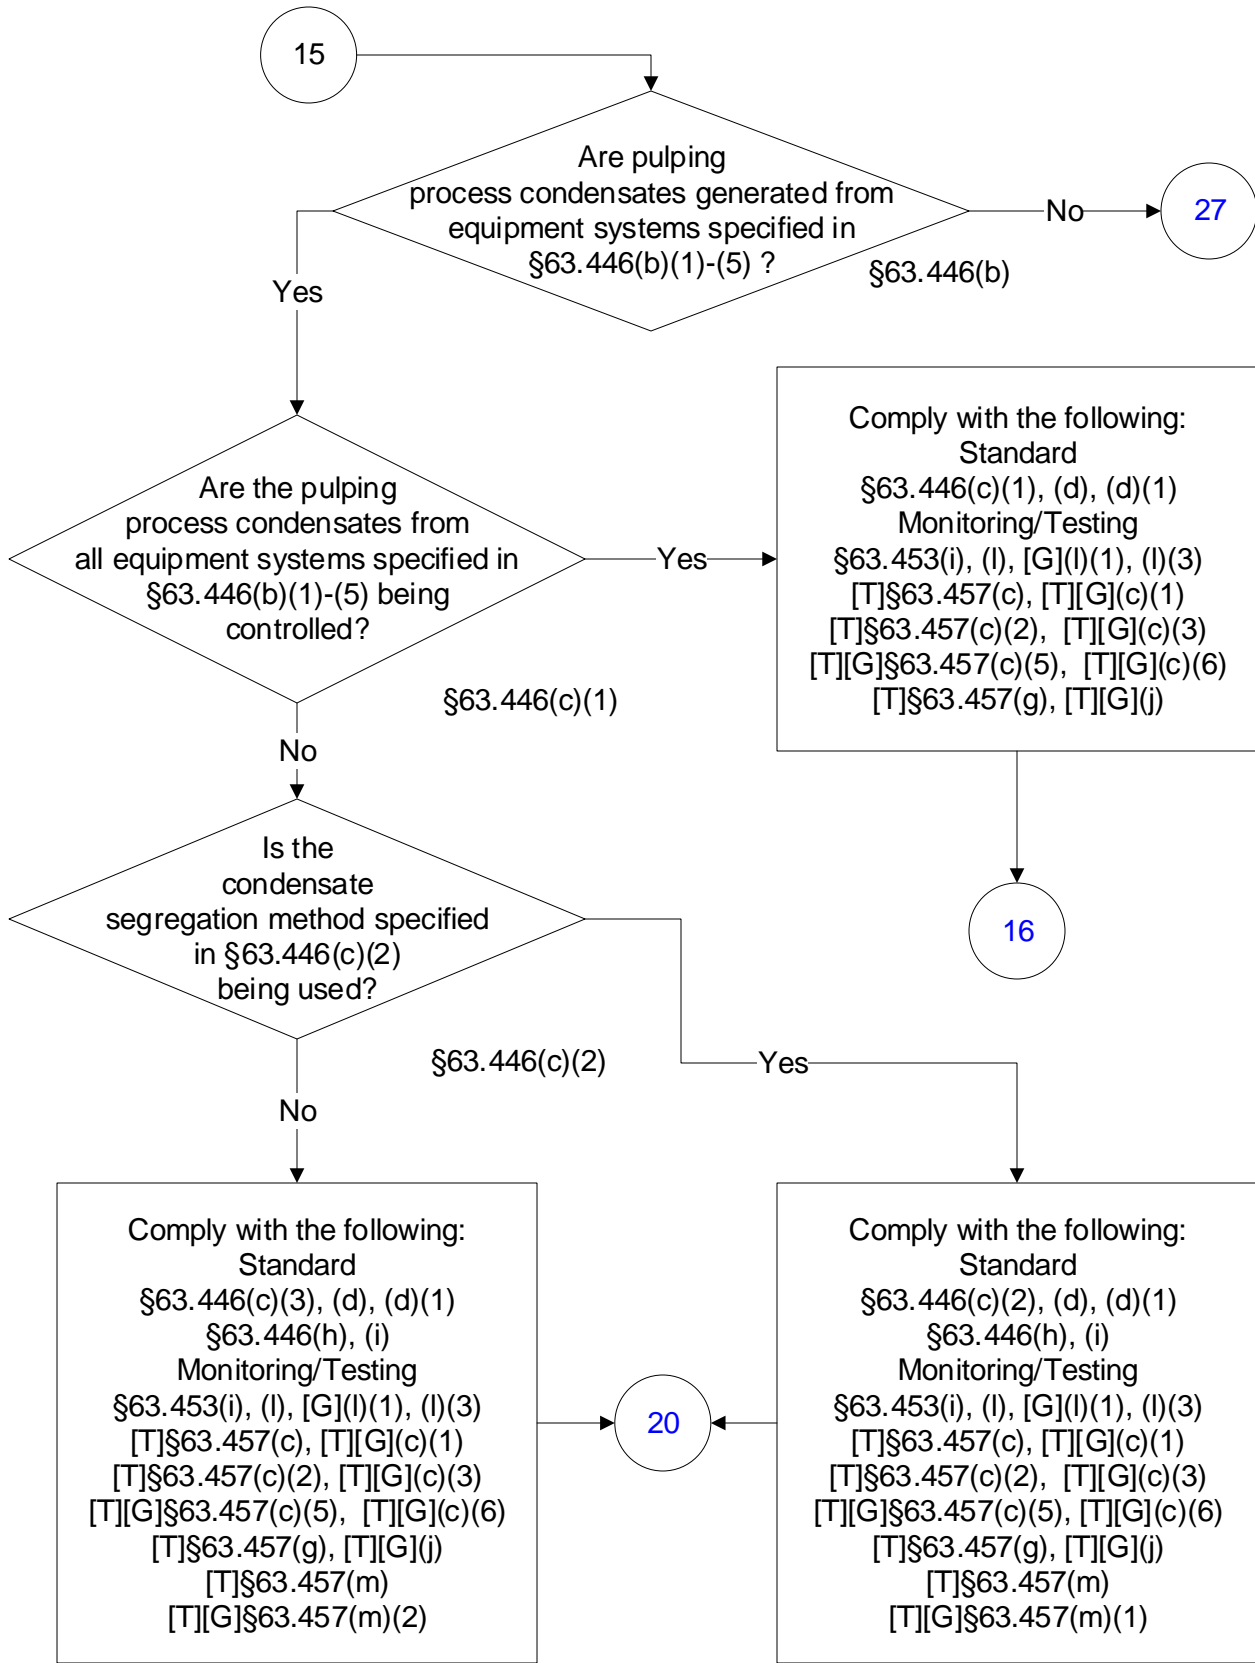 15
Are pulping
process condensates generated from
equipment systems specified in
§63.446(b)(1)-(5) ?
No
27
§63.446(b)
Yes
Are the pulping
process condensates from
all equipment systems specified in
§63.446(b)(1)-(5) being
controlled?
Yes
§63.446(c)(1)
Comply with the following:
Standard
§63.446(c)(1), (d), (d)(1)
Monitoring/Testing
§63.453(i), (l), [G](l)(1), (l)(3)
[T]§63.457(c), [T][G](c)(1)
[T]§63.457(c)(2), [T][G](c)(3)
[T][G]§63.457(c)(5), [T][G](c)(6)
[T]§63.457(g), [T][G](j)
16
No
Is the
condensate
segregation method specified
in §63.446(c)(2)
being used?
§63.446(c)(2)
Yes
No
Comply with the following:
Standard
§63.446(c)(3), (d), (d)(1)
§63.446(h), (i)
Monitoring/Testing
§63.453(i), (l), [G](l)(1), (l)(3)
[T]§63.457(c), [T][G](c)(1)
[T]§63.457(c)(2), [T][G](c)(3)
[T][G]§63.457(c)(5), [T][G](c)(6)
[T]§63.457(g), [T][G](j)
[T]§63.457(m)
[T][G]§63.457(m)(2)
20
Comply with the following:
Standard
§63.446(c)(2), (d), (d)(1)
§63.446(h), (i)
Monitoring/Testing
§63.453(i), (l), [G](l)(1), (l)(3)
[T]§63.457(c), [T][G](c)(1)
[T]§63.457(c)(2), [T][G](c)(3)
[T][G]§63.457(c)(5), [T][G](c)(6)
[T]§63.457(g), [T][G](j)
[T]§63.457(m)
[T][G]§63.457(m)(1)